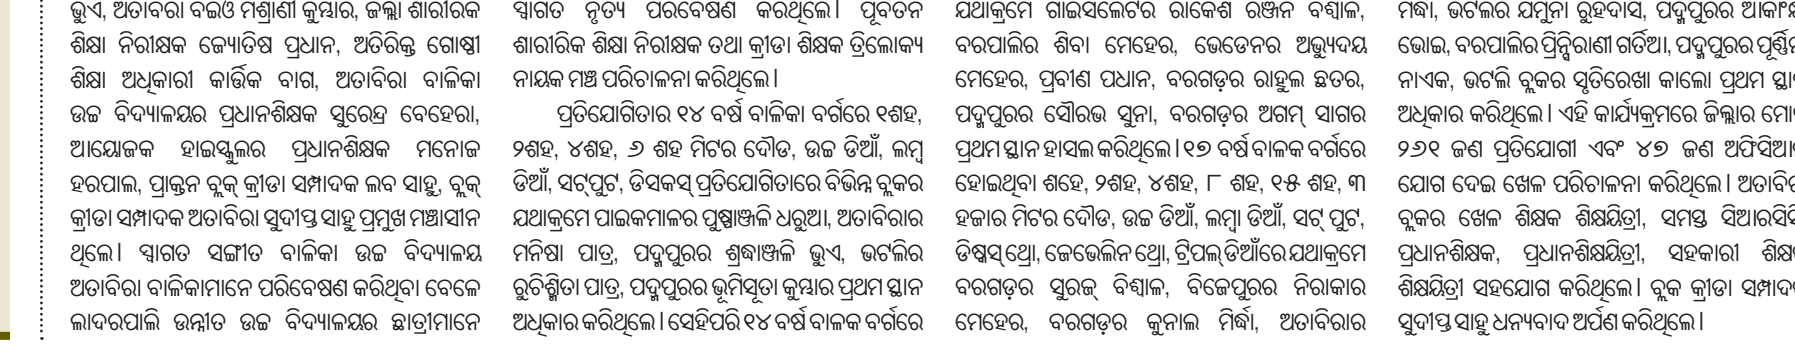 ଭୁଏ, ଅତାବିରା ବିଇଓ ମିଶ୍ରାଣୀ କୁମ୍ଭାର, ଜିଲ୍ଲା ଶାରୀରିକ
ଶିକ୍ଷା ନିରୀକ୍ଷକ ଜ୍ୟୋତିଷ ପ୍ରଧାନ, ଅତିରିକ୍ତ ଗୋଷ୍ଠୀ
ଶିକ୍ଷା ଅଧିକାରୀ କାର୍ତ୍ତିକ ବାଗ, ଅତାବିରା ବାଳିକା
ଉଚ୍ଚ ବିଦ୍ୟାଳୟର ପ୍ରଧାନଶିକ୍ଷକ ସୁରେନ୍ଦ୍ର ବେହେରା,
ଆୟୋଜକ ହାଇସ୍କୁଲର ପ୍ରଧାନଶିକ୍ଷକ ମନୋଜ
ହରପାଲ, ପ୍ରାକ୍ତନ ବ୍ଲକ୍ କ୍ରୀଡା ସମ୍ପାଦକ ଲବ ସାହୁ, ବ୍ଲକ୍
କ୍ରୀଡା ସମ୍ପାଦକ ଅତାବିରା ସୁଦୀପ୍ତ ସାହୁ ପ୍ରମୁଖ ମଞ୍ଚାସୀନ
ଥିଲେ। ସ୍ୱାଗତ ସଙ୍ଗୀତ ବାଳିକା ଉଚ୍ଚ ବିଦ୍ୟାଳୟ
ଅତାବିରା ବାଳିକାମାନେ ପରିବେଷଣ କରିଥିବା ବେଳେ
ଲାଦରପାଲି ଉନ୍ନୀତ ଉଚ୍ଚ ବିଦ୍ୟାଳୟର ଛାତ୍ରୀମାନେ
ସ୍ୱାଗତ ନୃତ୍ୟ ପରିବେଷଣ କରିଥିଲେ। ପୂର୍ବତନ
ଶାରୀରିକ ଶିକ୍ଷା ନିରୀକ୍ଷକ ତଥା କ୍ରୀଡା ଶିକ୍ଷକ ତ୍ରିଲୋକ୍ୟ
ନାୟକ ମଞ୍ଚ ପରିଚାଳନା କରିଥିଲେ।
ପ୍ରତିଯୋଗିତାର ୧୪ ବର୍ଷ ବାଳିକା ବର୍ଗରେ ୧ଶହ,
୨ଶହ, ୪ଶହ, ୬ ଶହ ମିଟର ଦୌଡ, ଉଚ୍ଚ ଡିଆଁ, ଲମ୍ବ
ଡିଆଁ, ସଟ୍‌ପୁଟ, ଡିସକସ୍ ପ୍ରତିଯୋଗିତାରେ ବିଭିନ୍ନ ବ୍ଲକର
ଯଥାକ୍ରମେ ପାଇକମାଳର ପୁଷ୍ପାଞ୍ଜଳି ଧରୁଆ, ଅତାବିରାର
ମନିଷା ପାତ୍ର, ପଦ୍ମପୁରର ଶ୍ରଦ୍ଧାଞ୍ଜଳି ଭୁଏ, ଭଟଲିର
ରୁଚିଶ୍ମିତା ପାତ୍ର, ପଦ୍ମପୁରର ଭୂମିସୂତା କୁମ୍ଭାର ପ୍ରଥମ ସ୍ଥାନ
ଅଧିକାର କରିଥିଲେ। ସେହିପରି ୧୪ ବର୍ଷ ବାଳକ ବର୍ଗରେ
ଯଥାକ୍ରମେ ଗାଇସିଲେଟର ରାକେଶ ରଞ୍ଜନ ବିଶ୍ୱାଳ,
ବରପାଲିର ଶିବା ମେହେର, ଭେଡେନର ଅଭ୍ୟୁଦୟ
ମେହେର, ପ୍ରବୀଣ ପଧାନ, ବରଗଡ଼ର ରାହୁଲ ଛତର,
ପଦ୍ମପୁରର ସୌରଭ ସୁନା, ବରଗଡ଼ର ଅଗମ୍ ସାଗର
ପ୍ରଥମ ସ୍ଥାନ ହାସଲ କରିଥିଲେ। ୧୭ ବର୍ଷ ବାଳକ ବର୍ଗରେ
ହୋଇଥିବା ଶହେ, ୨ଶହ, ୪ଶହ, ୮ ଶହ, ୧୫ ଶହ, ୩
ହଜାର ମିଟର ଦୌଡ, ଉଚ୍ଚ ଡିଆଁ, ଲମ୍ବା ଡିଆଁ, ସଟ୍ ପୁଟ,
ଡିଷ୍କସ୍ ଥ୍ରୋ, ଜେଭେଲିନ ଥ୍ରୋ, ଟ୍ରିପଲ୍ ଡିଆଁରେ ଯଥାକ୍ରମେ
ବରଗଡ଼ର ସୁରଜ୍ ବିଶ୍ୱାଳ, ବିଜେପୁରର ନିରାକାର
ମେହେର, ବରଗଡ଼ର କୁନାଲ ମିର୍ଦ୍ଧା, ଅତାବିରାର
ମିର୍ଦ୍ଧା, ଭଟଲିର ଯମୁନା ରୁହିଦାସ, ପଦ୍ମପୁରର
ଭୋଇ, ବରପାଲିର ପ୍ରିନ୍ସିରାଣୀ ଗର୍ତିଆ, ପଦ୍ମପୁରର
ନାଏକ, ଭଟଲି ବ୍ଲକର ସୃତିରେଖା କାଲୋ ପ୍ରଥମ
ଅଧିକାର କରିଥିଲେ। ଏହି କାର୍ଯ୍ୟକ୍ରମରେ ଜିଲ୍ଲାର
୨୬୧ ଜଣ ପ୍ରତିଯୋଗୀ ଏବଂ ୪୭ ଜଣ
ଯୋଗ ଦେଇ ଖେଳ ପରିଚାଳନା କରିଥିଲେ।
ବ୍ଲକର ଖେଳ ଶିକ୍ଷକ ଶିକ୍ଷୟିତ୍ରୀ, ସମସ୍ତ
ପ୍ରଧାନଶିକ୍ଷକ, ପ୍ରଧାନଶିକ୍ଷୟିତ୍ରୀ, ସହକାରୀ
ଶିକ୍ଷୟିତ୍ରୀ ସହଯୋଗ କରିଥିଲେ। ବ୍ଲକ କ୍ରୀଡା
ସୁଦୀପ୍ତ ସାହୁ ଧନ୍ୟବାଦ ଅର୍ପଣ କରିଥିଲେ।